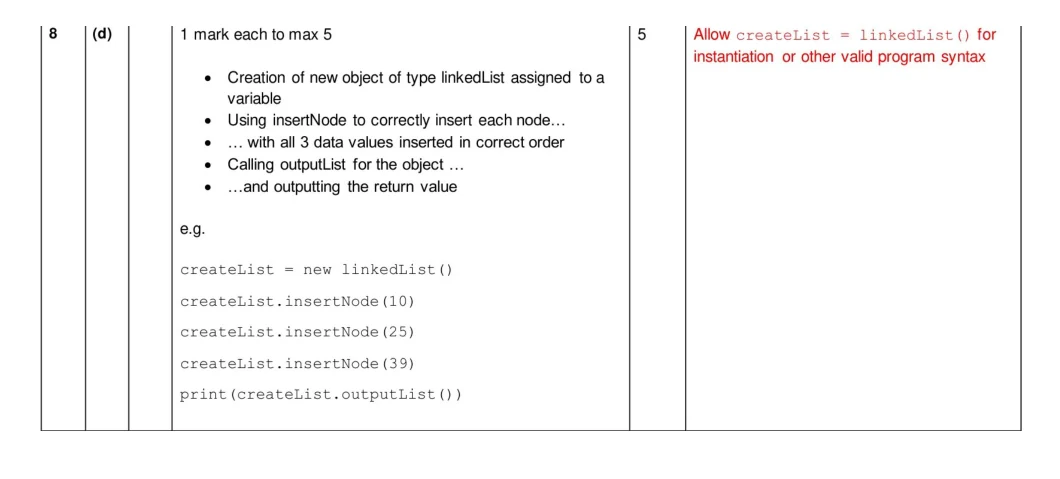 8 (d) 1 mark each to max 5 5 Allow createList = linkedList() for
instantiation or other valid program syntax
• Creation of new object of type linkedList assigned to a
variable
• Using insertNode to correctly insert each node…
• … with all 3 data values inserted in correct order
• Calling outputList for the object …
• …and outputting the return value
e.g.
createList = new linkedList()
createList.insertNode(10)
createList.insertNode(25)
createList.insertNode(39)
print(createList.outputList())